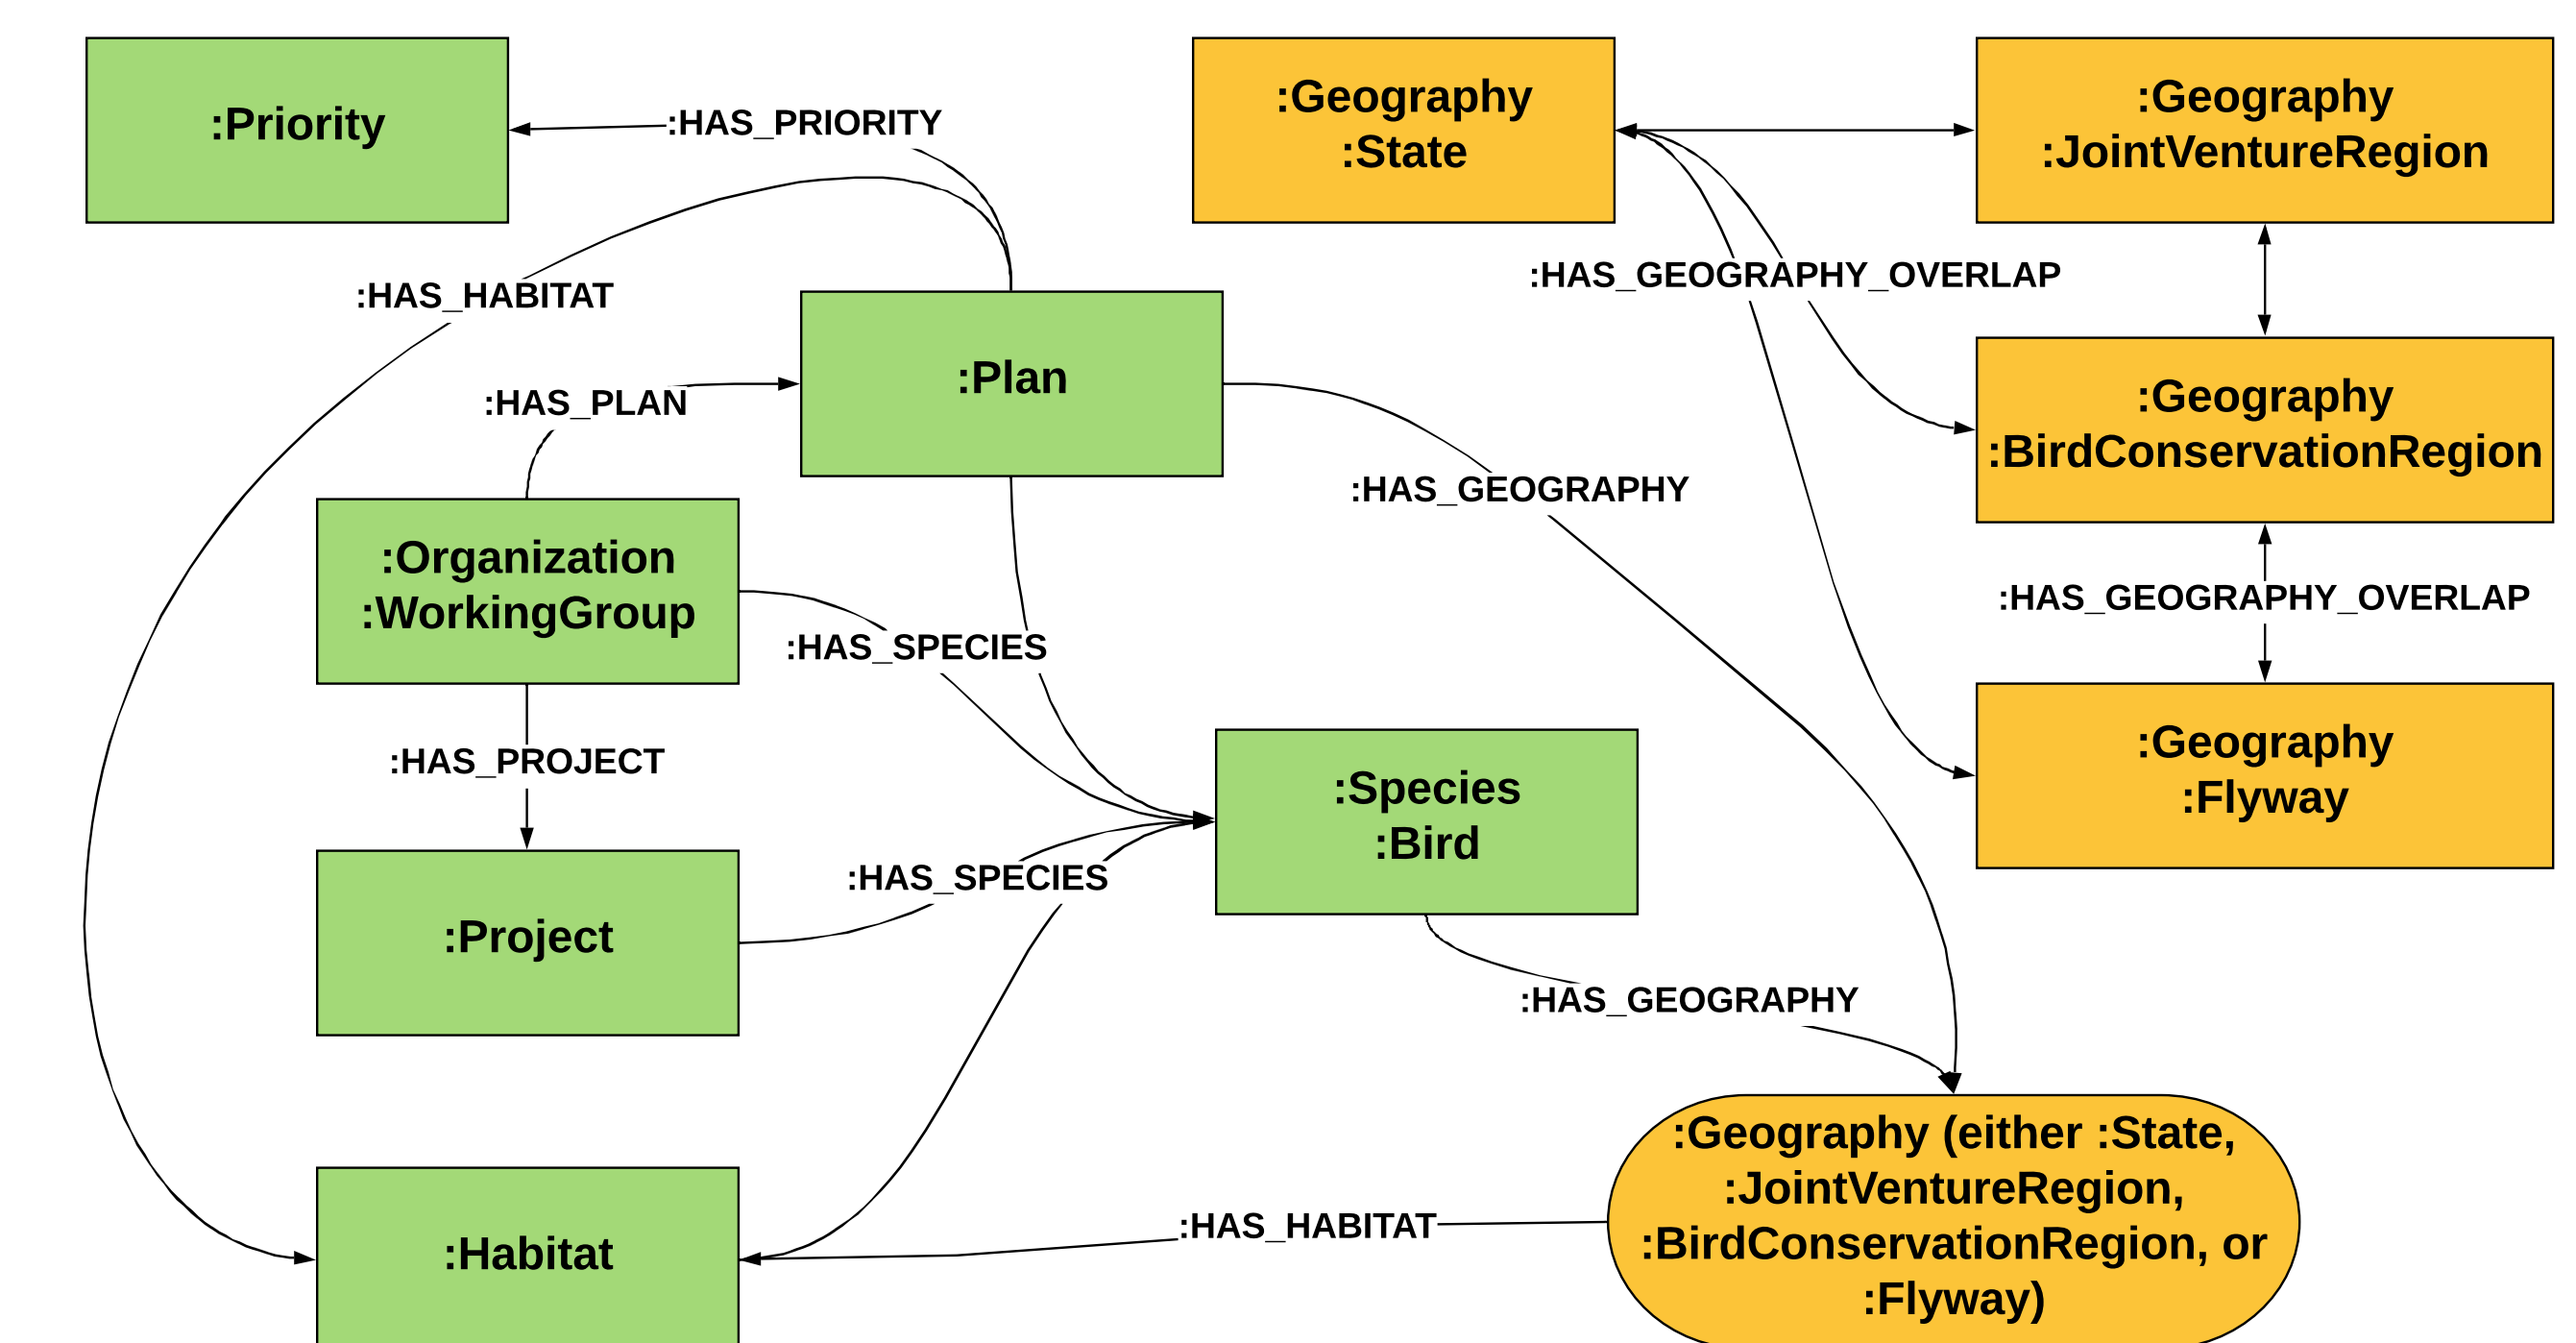 :Priority
:HAS_PRIORITY
:Geography
:State
:Geography
:JointVentureRegion
:HAS_HABITAT
:HAS_GEOGRAPHY_OVERLAP
:Plan
:HAS_PLAN
:Geography
:BirdConservationRegion
:HAS_GEOGRAPHY
:Organization
:WorkingGroup
:HAS_GEOGRAPHY_OVERLAP
:HAS_SPECIES
:HAS_PROJECT
:Species
:Bird
:Geography
:Flyway
:HAS_SPECIES
:Project
:HAS_GEOGRAPHY
:Habitat
:HAS_HABITAT
:Geography (either :State,
:JointVentureRegion,
:BirdConservationRegion, or
:Flyway)